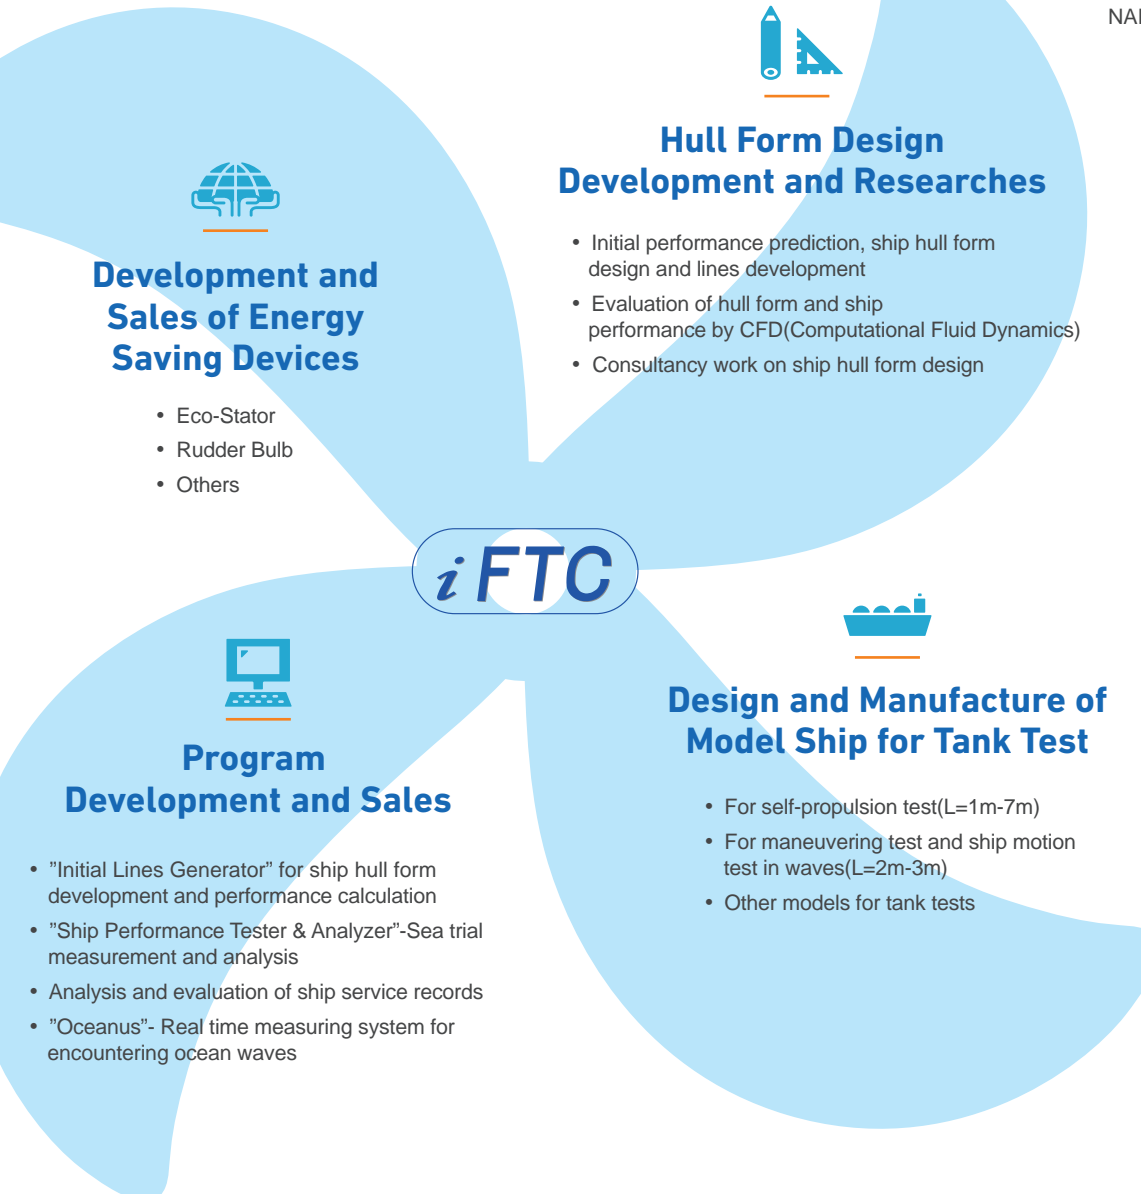 Hull Form Design
Development and Researches
• Initial performance prediction, ship hull form
design and lines development
• Evaluation of hull form and ship
performance by CFD(Computational Fluid Dynamics)
• Consultancy work on ship hull form design
Development and
Sales of Energy
Saving Devices
• Eco-Stator
• Rudder Bulb
• Others
iFTC
Program
Development and Sales
• ”Initial Lines Generator” for ship hull form
development and performance calculation
• ”Ship Performance Tester & Analyzer”-Sea trial
measurement and analysis
• Analysis and evaluation of ship service records
• ”Oceanus”- Real time measuring system for
encountering ocean waves
Design and Manufacture of
Model Ship for Tank Test
• For self-propulsion test(L=1m-7m)
• For maneuvering test and ship motion
test in waves(L=2m-3m)
• Other models for tank tests